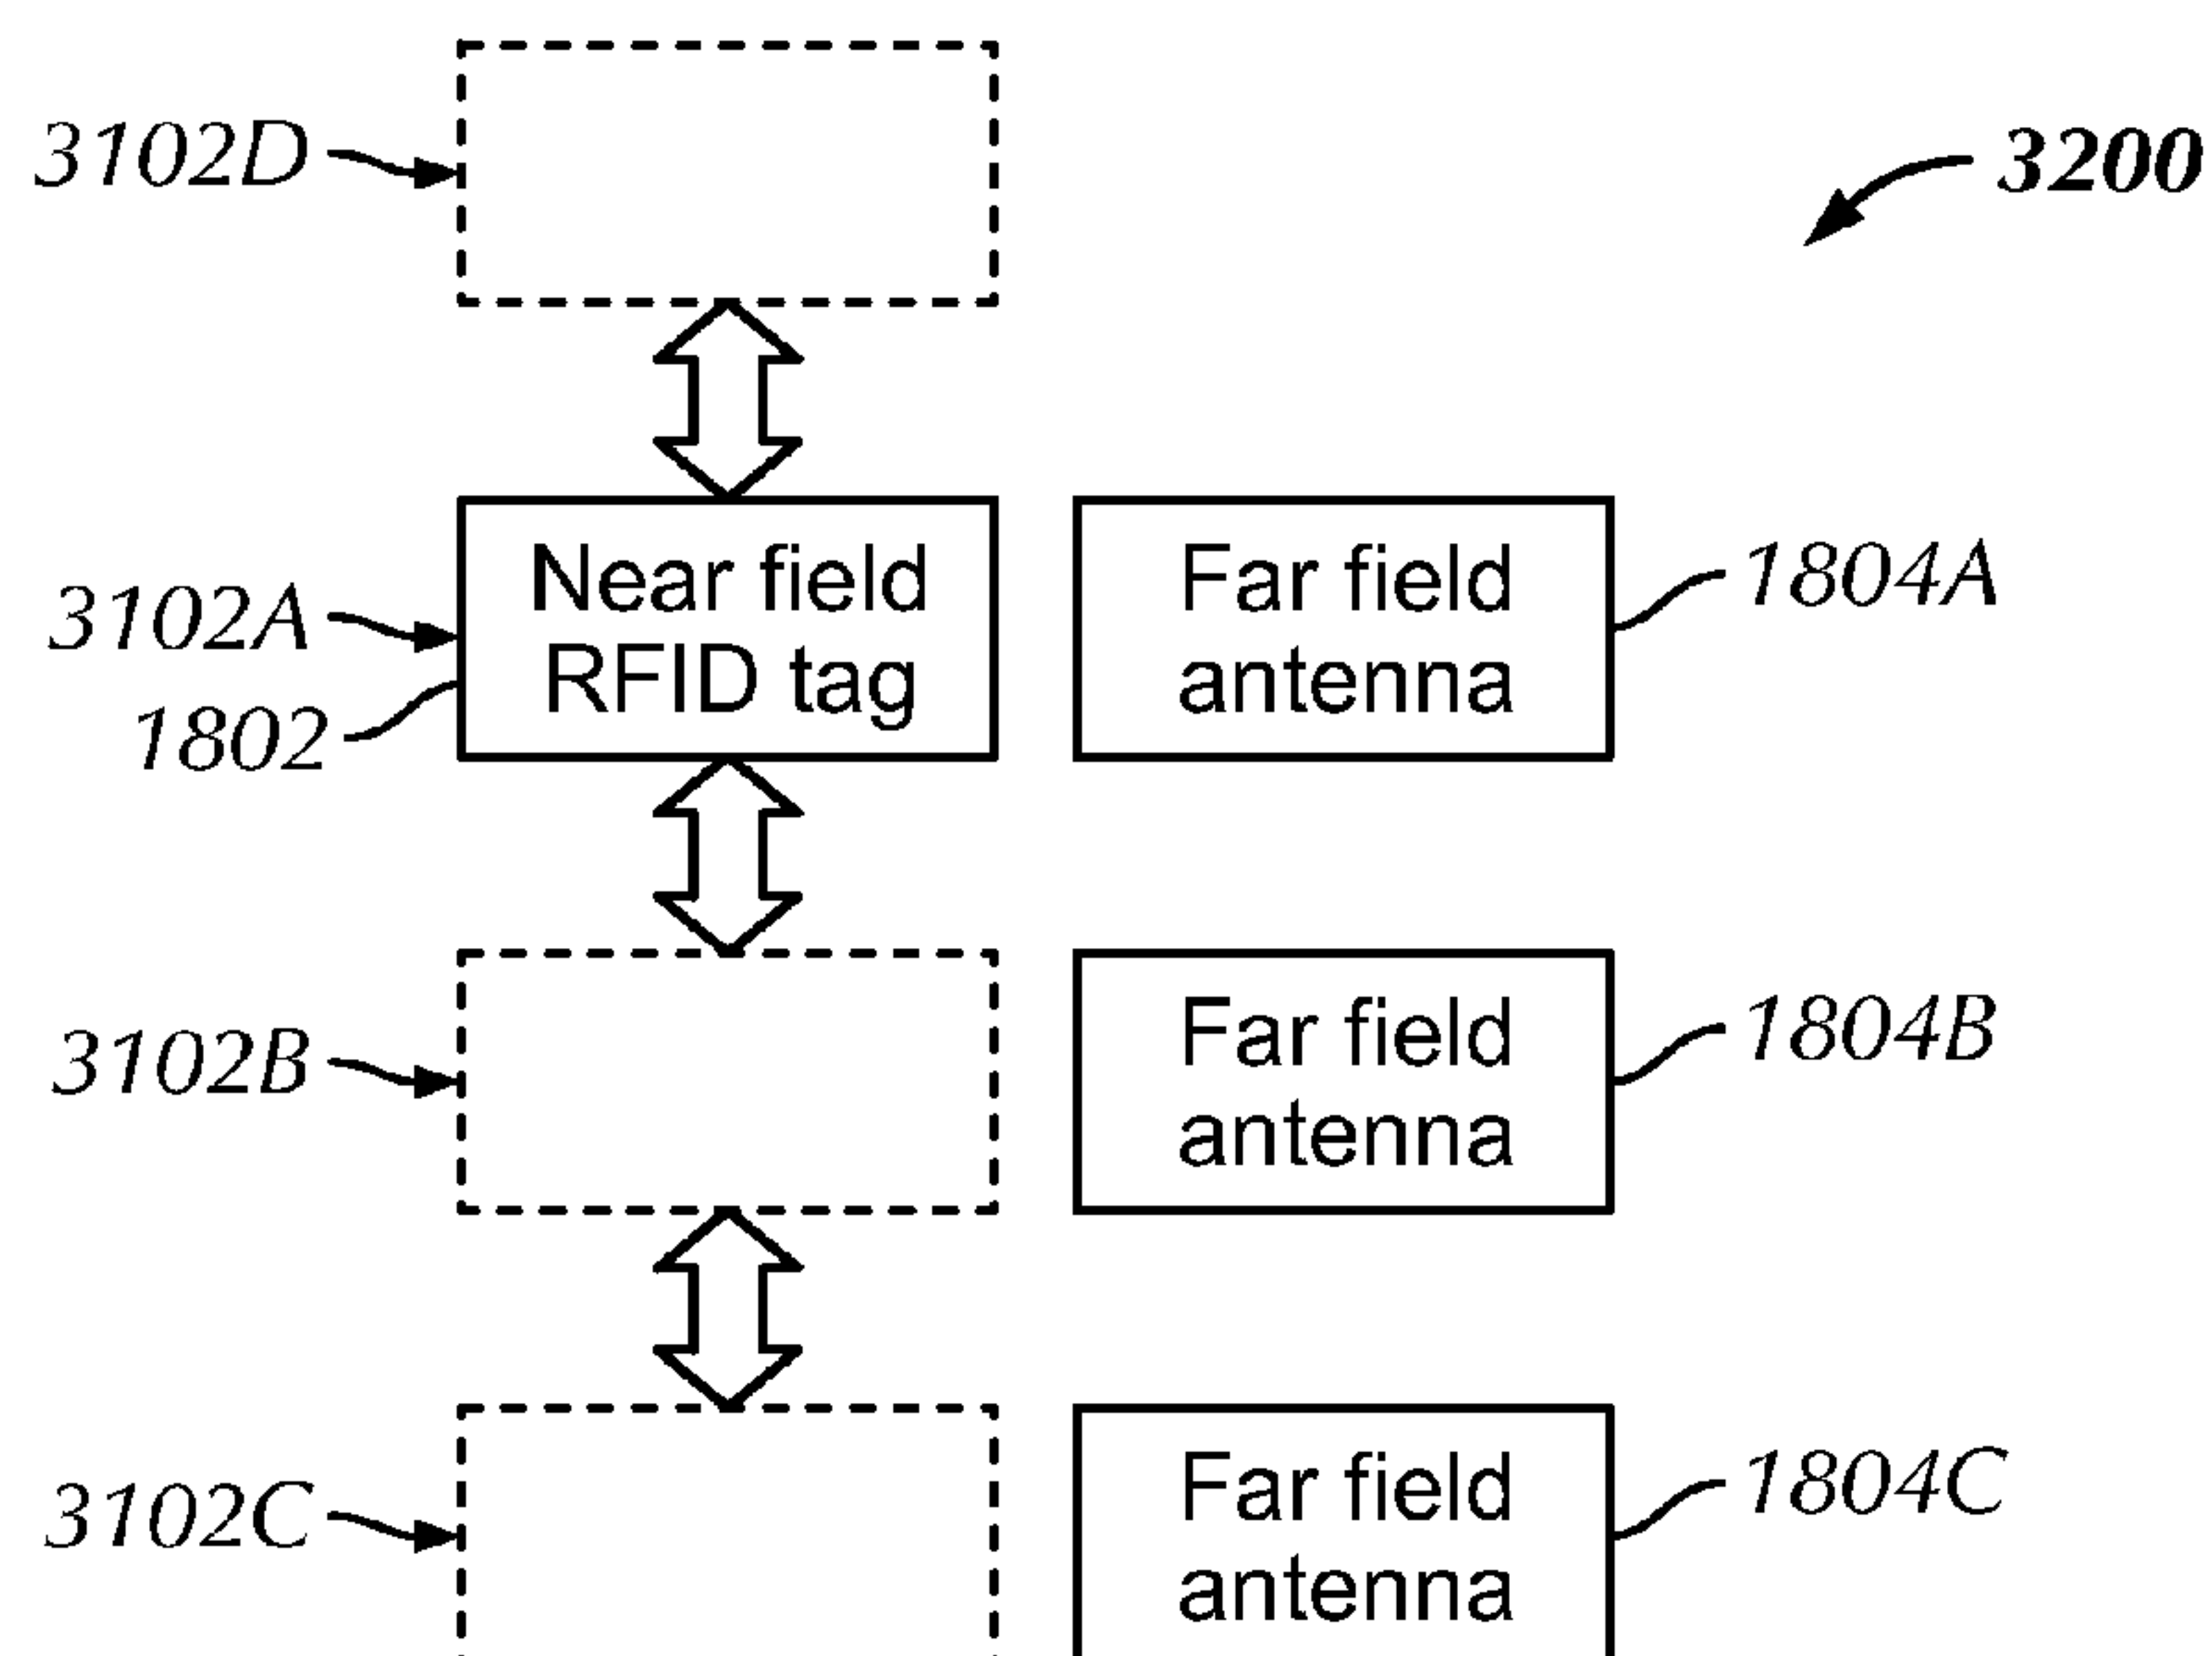 3102D
3200
Near field
RFID tag
3102A
1802
Far field
antenna
1804A
3102B
Far field
antenna
1804B
3102C
Far field
antenna
1804C